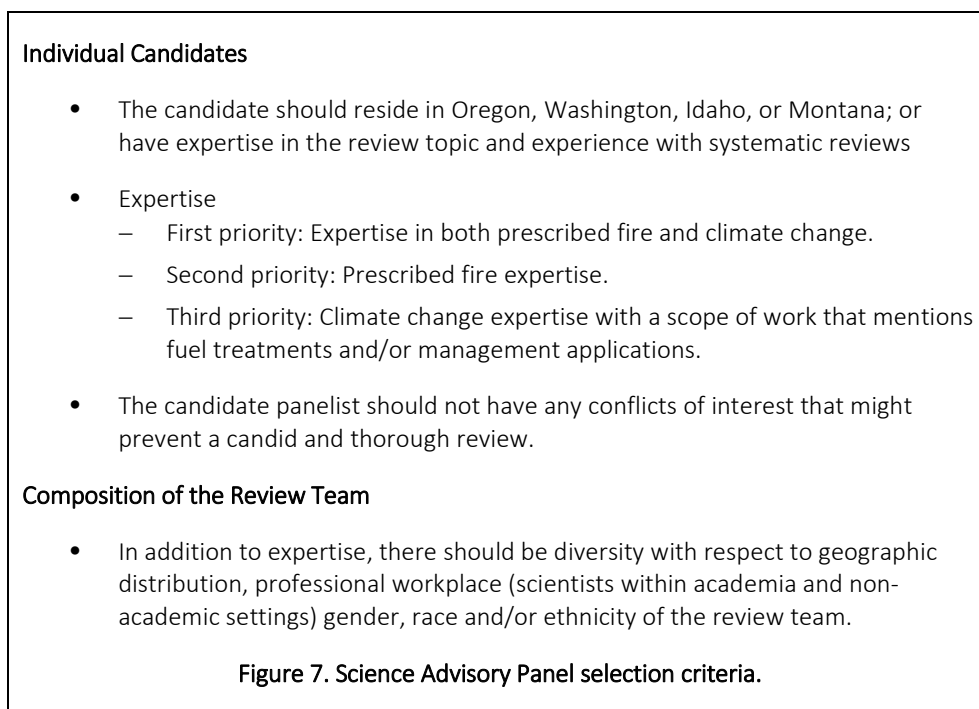 Individual Candidates
• The candidate should reside in Oregon, Washington, Idaho, or Montana; or
have expertise in the review topic and experience with systematic reviews
• Expertise
– First priority: Expertise in both prescribed fire and climate change.
– Second priority: Prescribed fire expertise.
– Third priority: Climate change expertise with a scope of work that mentions
fuel treatments and/or management applications.
• The candidate panelist should not have any conflicts of interest that might
prevent a candid and thorough review.
Composition of the Review Team
• In addition to expertise, there should be diversity with respect to geographic
distribution, professional workplace (scientists within academia and non-
academic settings) gender, race and/or ethnicity of the review team.
Figure 7. Science Advisory Panel selection criteria.